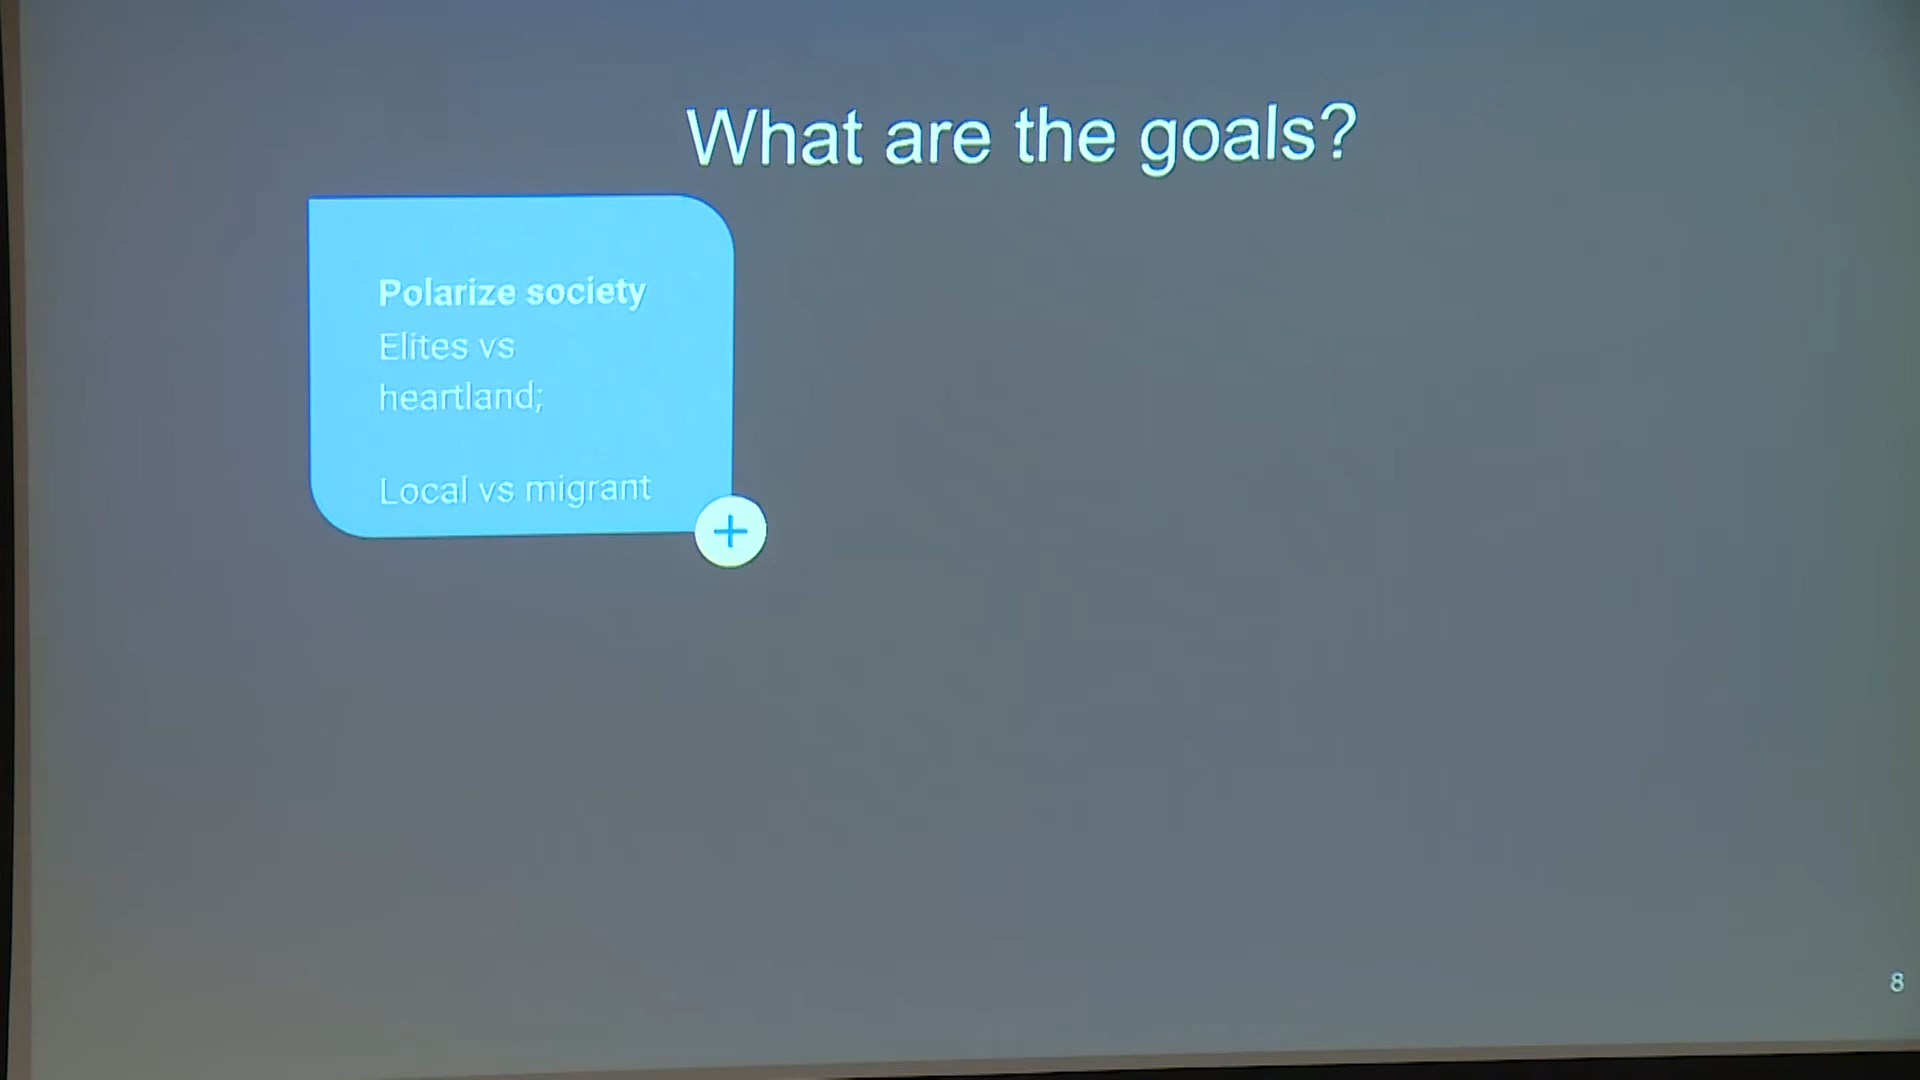 What are the goals?
Polarize society
Elites vs
heartland;
Local vs migrant
+
8